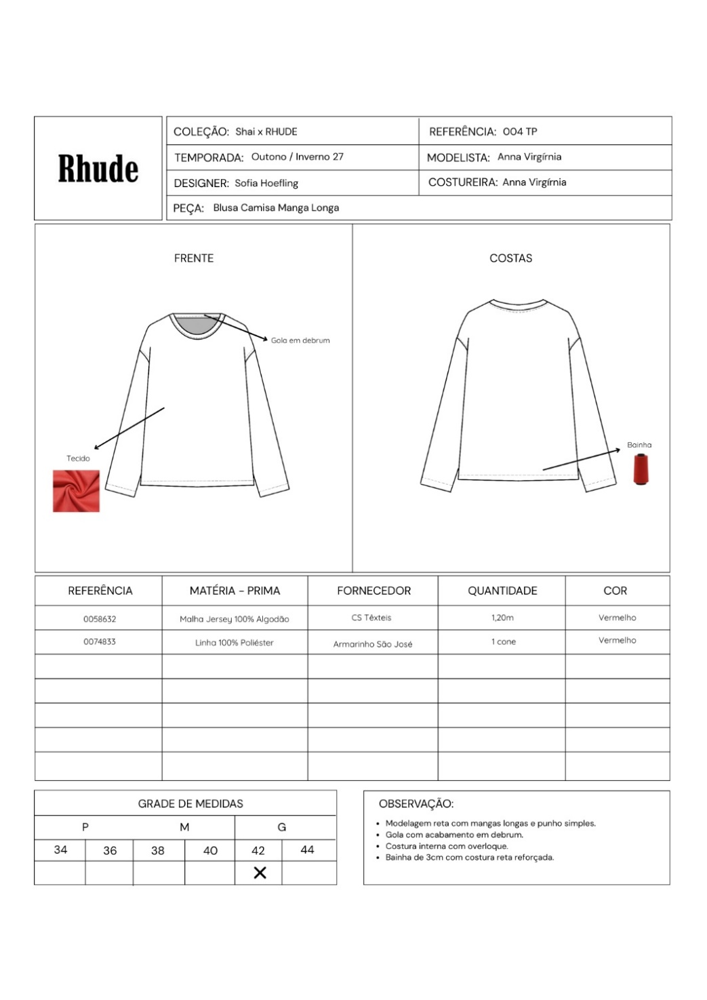 Rhude
COLEÇÃO: Shai x RHUDE
REFERÊNCIA: 004 TP
TEMPORADA: Outono / Inverno 27
MODELISTA: Anna Virgírnia
DESIGNER: Sofia Hoefling
COSTUREIRA: Anna Virgírnia
PEÇA: Blusa Camisa Manga Longa
FRENTE
COSTAS
Gola em debrum
Tecido
Bainha
REFERÊNCIA MATÉRIA - PRIMA FORNECEDOR QUANTIDADE COR
0058632 Malha Jersey 100% Algodão CS Têxteis 1,20m Vermelho
0074833 Linha 100% Poliéster Armarinho São José 1 cone Vermelho
GRADE DE MEDIDAS
P M G
34 36 38 40 42 44
X
OBSERVAÇÃO:
• Modelagem reta com mangas longas e punho simples.
• Gola com acabamento em debrum.
• Costura interna com overloque.
• Bainha de 3cm com costura reta reforçada.